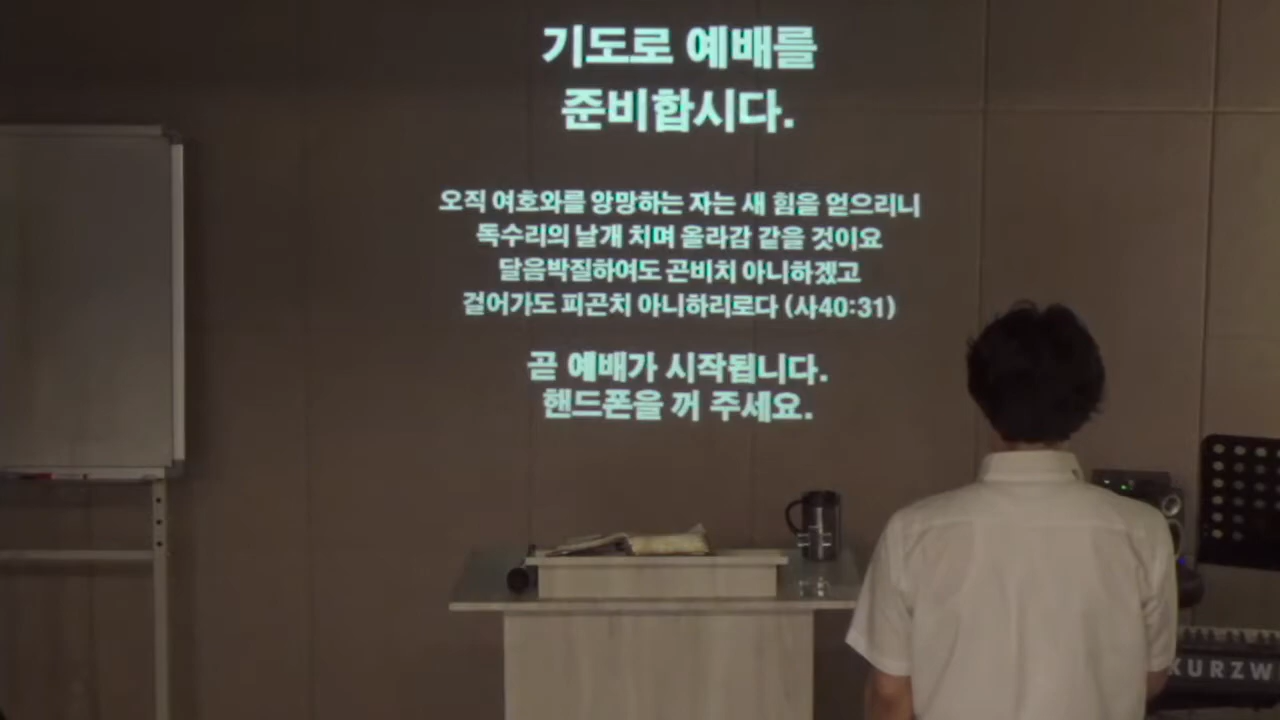 기도로 예배를
준비합시다.
오직 여호와를 앙망하는 자는 새 힘을 얻으리니
독수리의 날개 치며 올라감 같을 것이요
달음박질하여도 곤비치 아니하겠고
걸어가도 피곤치 아니하리로다 (사40:31)
곧 예배가 시작됩니다.
핸드폰을 꺼 주세요.
KURZW